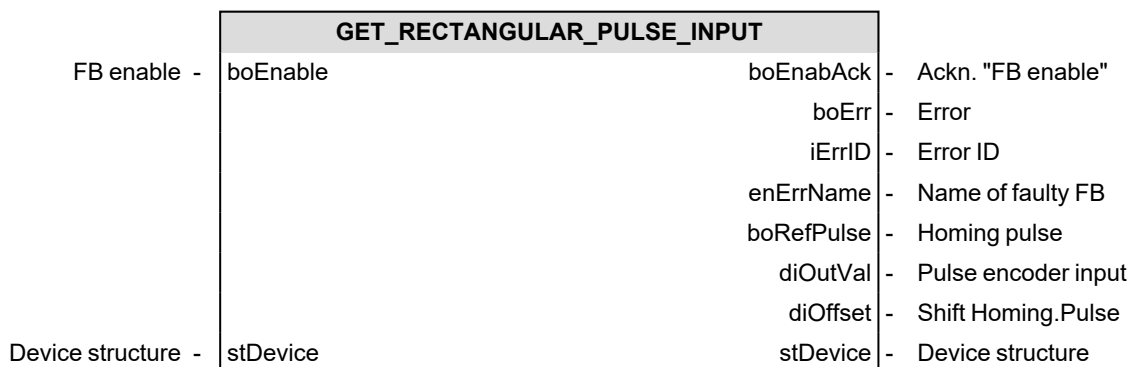 GET_RECTANGULAR_PULSE_INPUT
FB enable - boEnable boEnabAck - Ackn. "FB enable"
boErr - Error
iErrID - Error ID
enErrName - Name of faulty FB
boRefPulse - Homing pulse
diOutVal - Pulse encoder input
diOffset - Shift Homing.Pulse
Device structure - stDevice stDevice - Device structure